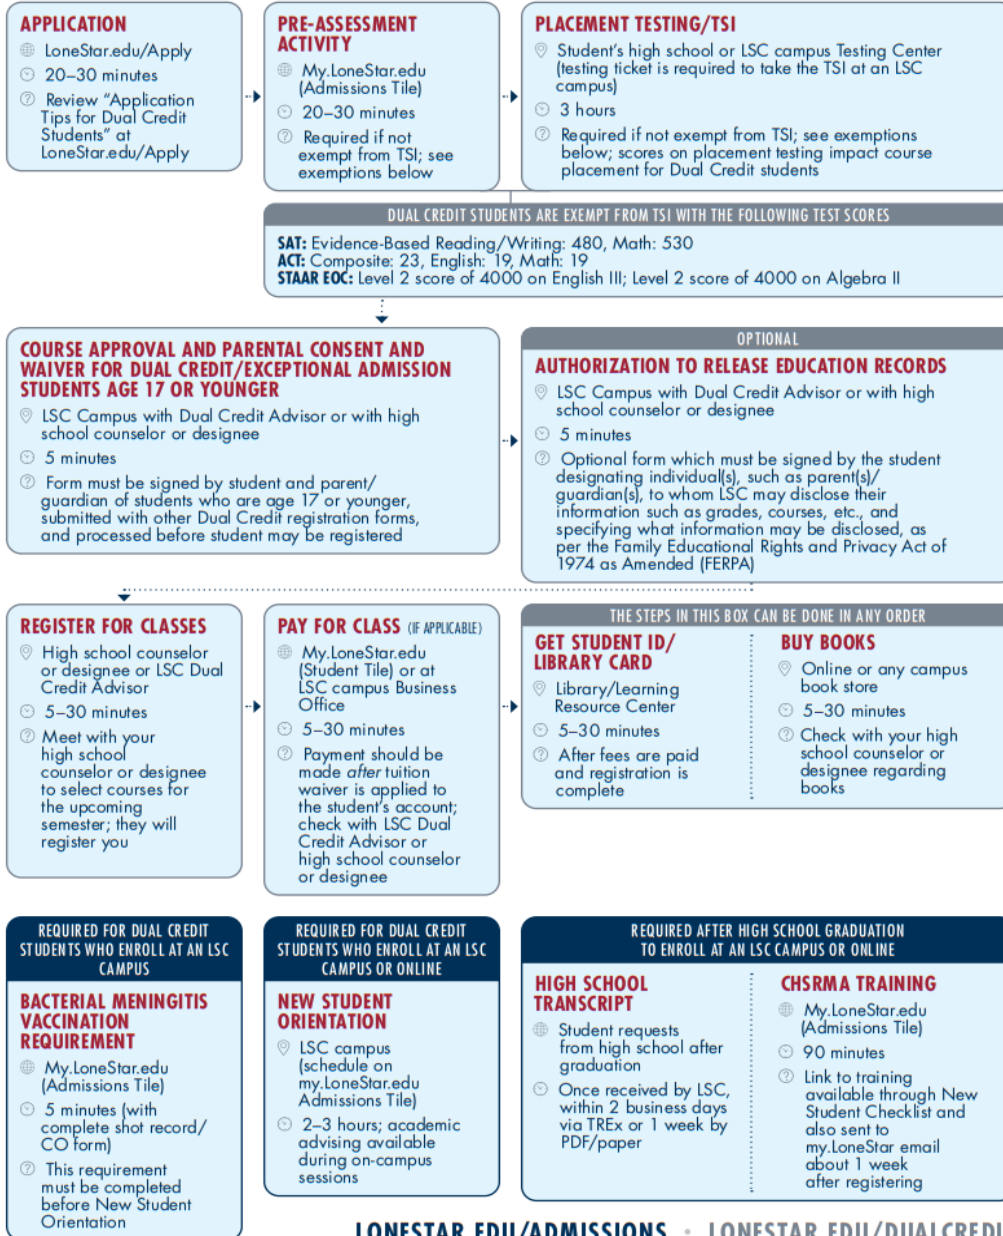 APPLICATION
LoneStar.edu/Apply
20–30 minutes
Review “Application
Tips for Dual Credit
Students” at
LoneStar.edu/Apply
PRE-ASSESSMENT
ACTIVITY
My.LoneStar.edu
(Admissions Tile)
20–30 minutes
Required if not
exempt from TSI; see
exemptions below
PLACEMENT TESTING/TSI
Student’s high school or LSC campus Testing Center
(testing ticket is required to take the TSI at an LSC
campus)
3 hours
Required if not exempt from TSI; see exemptions
below; scores on placement testing impact course
placement for Dual Credit students
DUAL CREDIT STUDENTS ARE EXEMPT FROM TSI WITH THE FOLLOWING TEST SCORES
SAT: Evidence-Based Reading/Writing: 480, Math: 530
ACT: Composite: 23, English: 19, Math: 19
STAAR EOC: Level 2 score of 4000 on English III; Level 2 score of 4000 on Algebra II
COURSE APPROVAL AND PARENTAL CONSENT AND
WAIVER FOR DUAL CREDIT/EXCEPTIONAL ADMISSION
STUDENTS AGE 17 OR YOUNGER
LSC Campus with Dual Credit Advisor or with high
school counselor or designee
5 minutes
Form must be signed by student and parent/
guardian of students who are age 17 or younger,
submitted with other Dual Credit registration forms,
and processed before student may be registered
OPTIONAL
AUTHORIZATION TO RELEASE EDUCATION RECORDS
LSC Campus with Dual Credit Advisor or with high
school counselor or designee
5 minutes
Optional form which must be signed by the student
designating individual(s), such as parent(s)/
guardian(s), to whom LSC may disclose their
information such as grades, courses, etc., and
specifying what information may be disclosed, as
per the Family Educational Rights and Privacy Act of
1974 as Amended (FERPA)
REGISTER FOR CLASSES
High school counselor
or designee or LSC Dual
Credit Advisor
5–30 minutes
Meet with your
high school
counselor or designee
to select courses for
the upcoming
semester; they will
register you
PAY FOR CLASS (IF APPLICABLE)
My.LoneStar.edu
(Student Tile) or at
LSC campus Business
Office
5–30 minutes
Payment should be
made after tuition
waiver is applied to
the student’s account;
check with LSC Dual
Credit Advisor or
high school counselor
or designee
THE STEPS IN THIS BOX CAN BE DONE IN ANY ORDER
GET STUDENT ID/
LIBRARY CARD
Library/Learning
Resource Center
5–30 minutes
After fees are paid
and registration is
complete
BUY BOOKS
Online or any campus
book store
5–30 minutes
Check with your high
school counselor or
designee regarding
books
REQUIRED FOR DUAL CREDIT
STUDENTS WHO ENROLL AT AN LSC
CAMPUS
BACTERIAL MENINGITIS
VACCINATION
REQUIREMENT
My.LoneStar.edu
(Admissions Tile)
5 minutes (with
complete shot record/
CO form)
This requirement
must be completed
before New Student
Orientation
REQUIRED FOR DUAL CREDIT
STUDENTS WHO ENROLL AT AN LSC
CAMPUS OR ONLINE
NEW STUDENT
ORIENTATION
LSC campus
(schedule on
my.LoneStar.edu
Admissions Tile)
2–3 hours; academic
advising available
during on-campus
sessions
REQUIRED AFTER HIGH SCHOOL GRADUATION
TO ENROLL AT AN LSC CAMPUS OR ONLINE
HIGH SCHOOL
TRANSCRIPT
Student requests
from high school after
graduation
Once received by LSC,
within 2 business days
via TREx or 1 week by
PDF/paper
CHSRMA TRAINING
My.LoneStar.edu
(Admissions Tile)
90 minutes
Link to training
available through New
Student Checklist and
also sent to
my.LoneStar email
about 1 week
after registering
LONESTAR.EDU/ADMISSIONS • LONESTAR.EDU/DUALCREDI